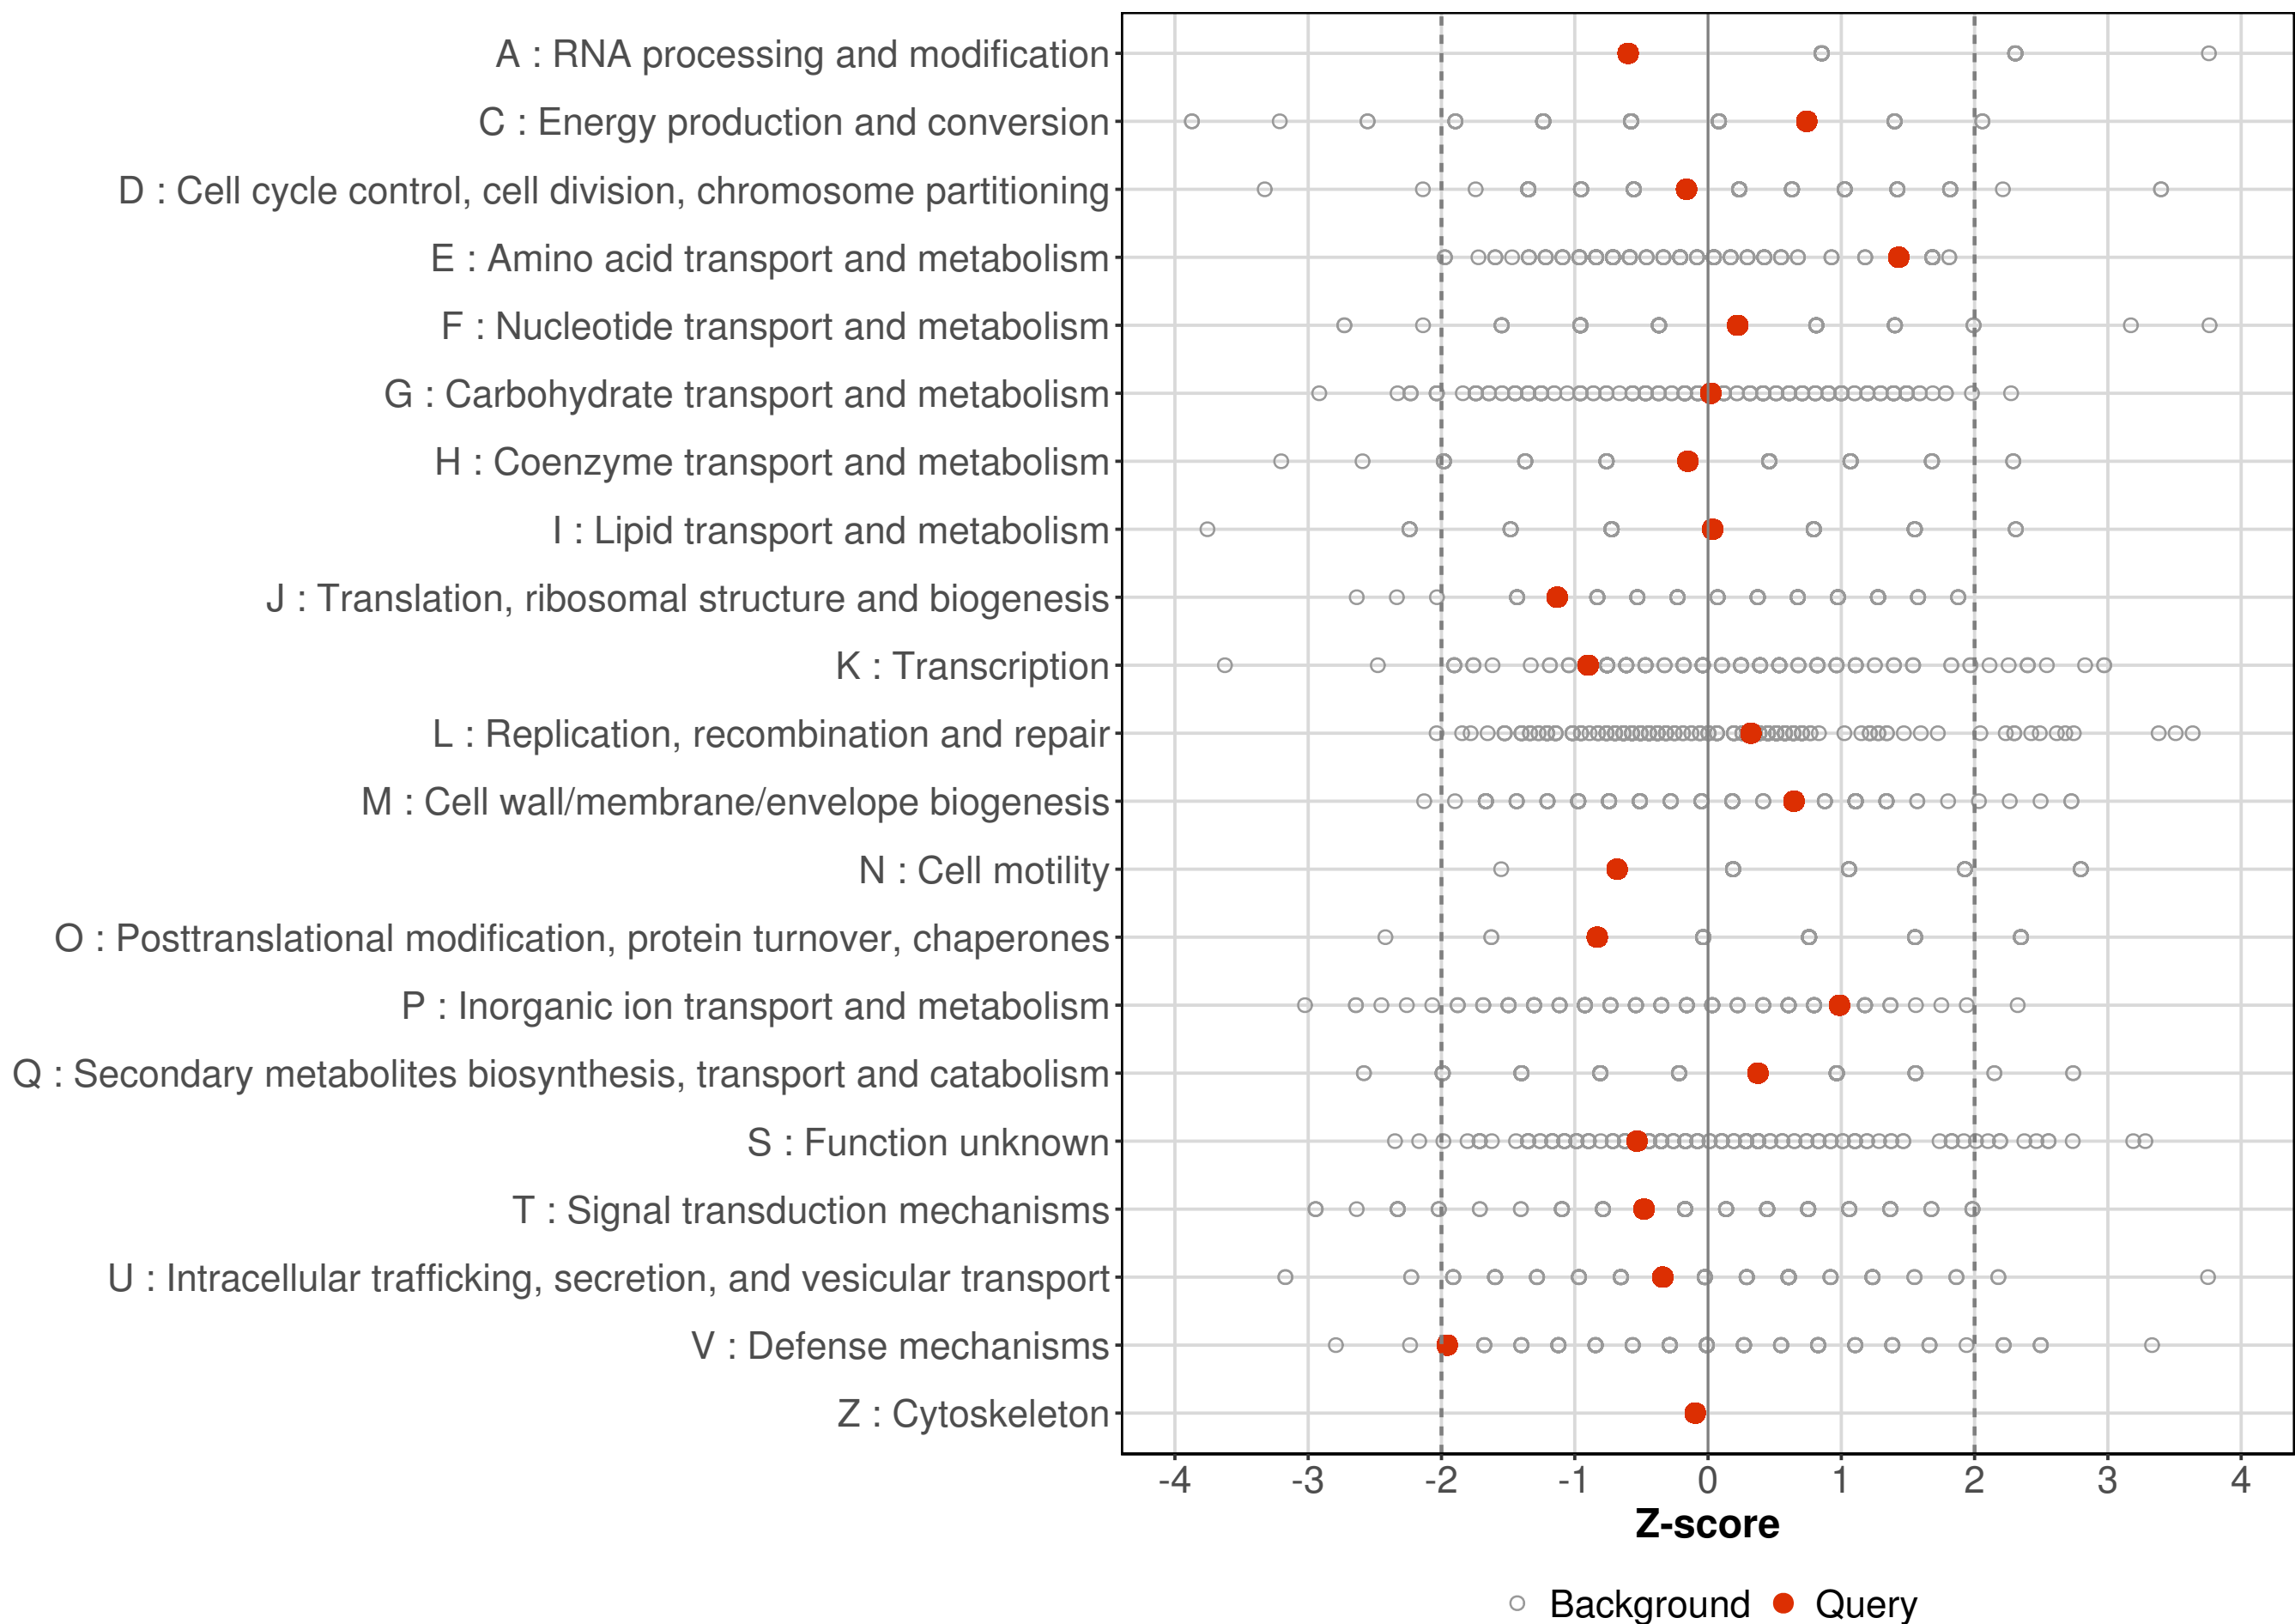 A : RNA processing and modification
C : Energy production and conversion
D : Cell cycle control, cell division, chromosome partitioning
E : Amino acid transport and metabolism
F : Nucleotide transport and metabolism
G : Carbohydrate transport and metabolism
H : Coenzyme transport and metabolism
I : Lipid transport and metabolism
J : Translation, ribosomal structure and biogenesis
K : Transcription
L : Replication, recombination and repair
M : Cell wall/membrane/envelope biogenesis
N : Cell motility
O : Posttranslational modification, protein turnover, chaperones
P : Inorganic ion transport and metabolism
Q : Secondary metabolites biosynthesis, transport and catabolism
S : Function unknown
T : Signal transduction mechanisms
U : Intracellular trafficking, secretion, and vesicular transport
V : Defense mechanisms
Z : Cytoskeleton
-4 -3 -2 -1 0 1 2 3 4
Z-score
Background Query